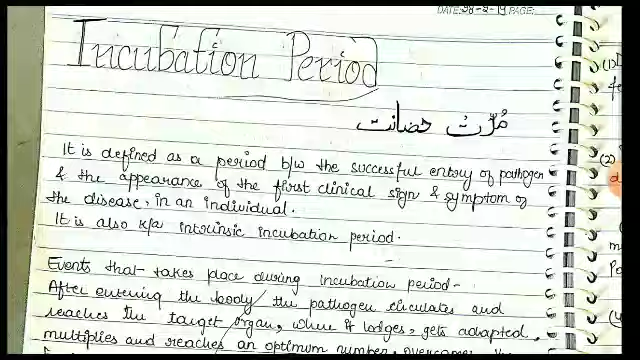 DATE: 28-2-19 PAGE:
Incubation Period
مُدّت حضانت
It is defined as a period b/w the successful entry of pathogen
& the appearance of the first clinical sign & symptom of
the disease, in an individual.
It is also k/a intrinsic incubation period.
Events that takes place during incubation period-
After entering the body the pathogen circulates and
reaches the target organ, where it lodges, gets adapted,
multiplies and reaches an optimum number, overcomes
(1)
(2)